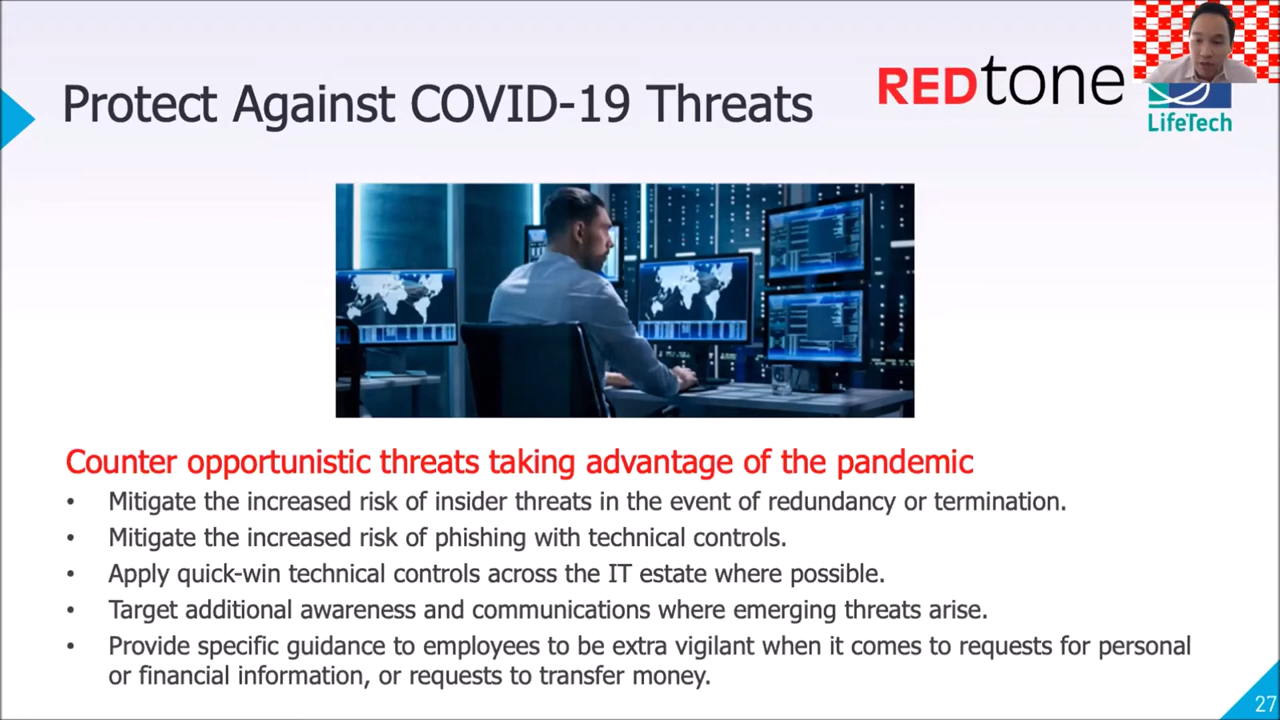 Protect Against COVID-19 Threats
REDtone
LifeTech
Counter opportunistic threats taking advantage of the pandemic
• Mitigate the increased risk of insider threats in the event of redundancy or termination.
• Mitigate the increased risk of phishing with technical controls.
• Apply quick-win technical controls across the IT estate where possible.
• Target additional awareness and communications where emerging threats arise.
• Provide specific guidance to employees to be extra vigilant when it comes to requests for personal
or financial information, or requests to transfer money.
27